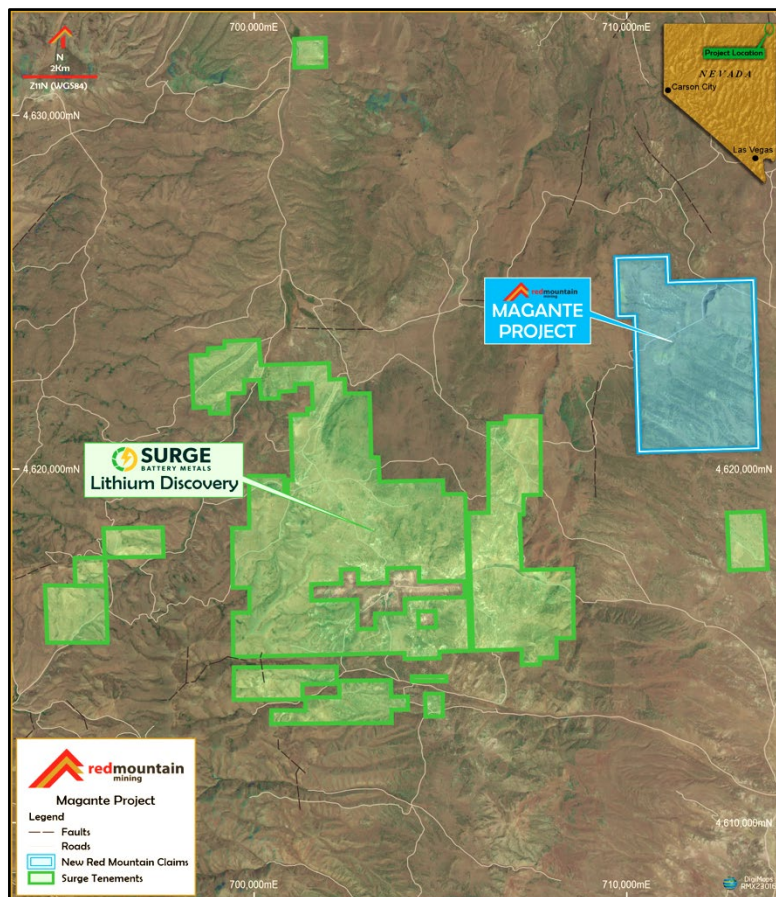 700,000mE
710,000mE
N
2Km
Z11N (WGS84)
Project Location
NEVADA
Carson City
Las Vegas
4,630,000mN
redmountain
mining
MAGANTE
PROJECT
SURGE
BATTERY METALS
Lithium Discovery
4,620,000mN
4,620,000mN
redmountain
mining
Magante Project
Legend
Faults
Roads
New Red Mountain Claims
Surge Tenements
4,610,000mN
700,000mE
710,000mE
DigiMaps
RMX23016